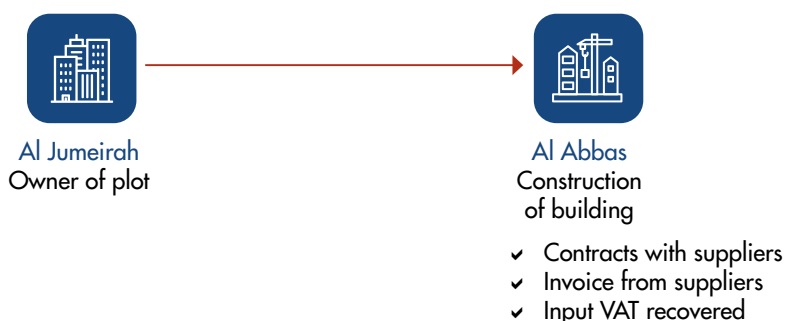 Al Jumeirah
Owner of plot
Al Abbas
Construction
of building
✓ Contracts with suppliers
✓ Invoice from suppliers
✓ Input VAT recovered